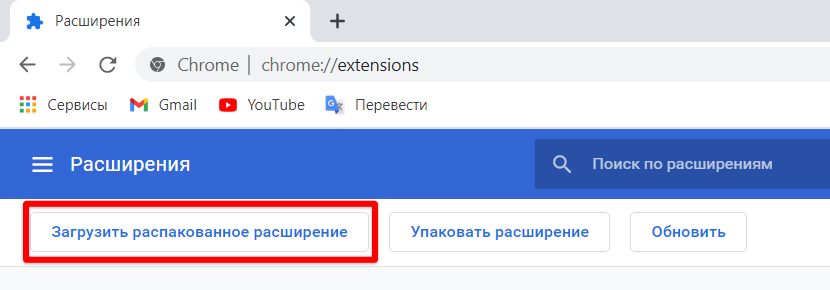 Расширения
Chrome | chrome://extensions
Сервисы Gmail YouTube Перевести
Расширения Поиск по расширениям
Загрузить распакованное расширение Упаковать расширение Обновить